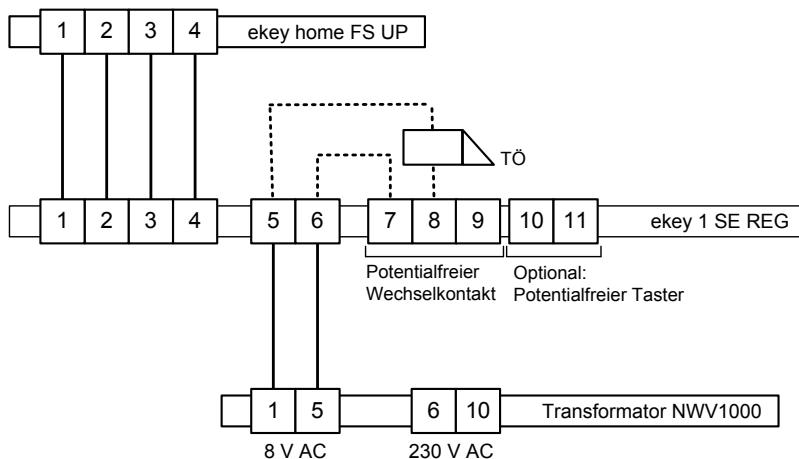 1 2 3 4 ekey home FS UP
TÖ
1 2 3 4 5 6 7 8 9 10 11 ekey 1 SE REG
Potentialfreier
Wechselkontakt
Optional:
Potentialfreier Taster
1 5 6 10 Transformator NWV1000
8 V AC 230 V AC